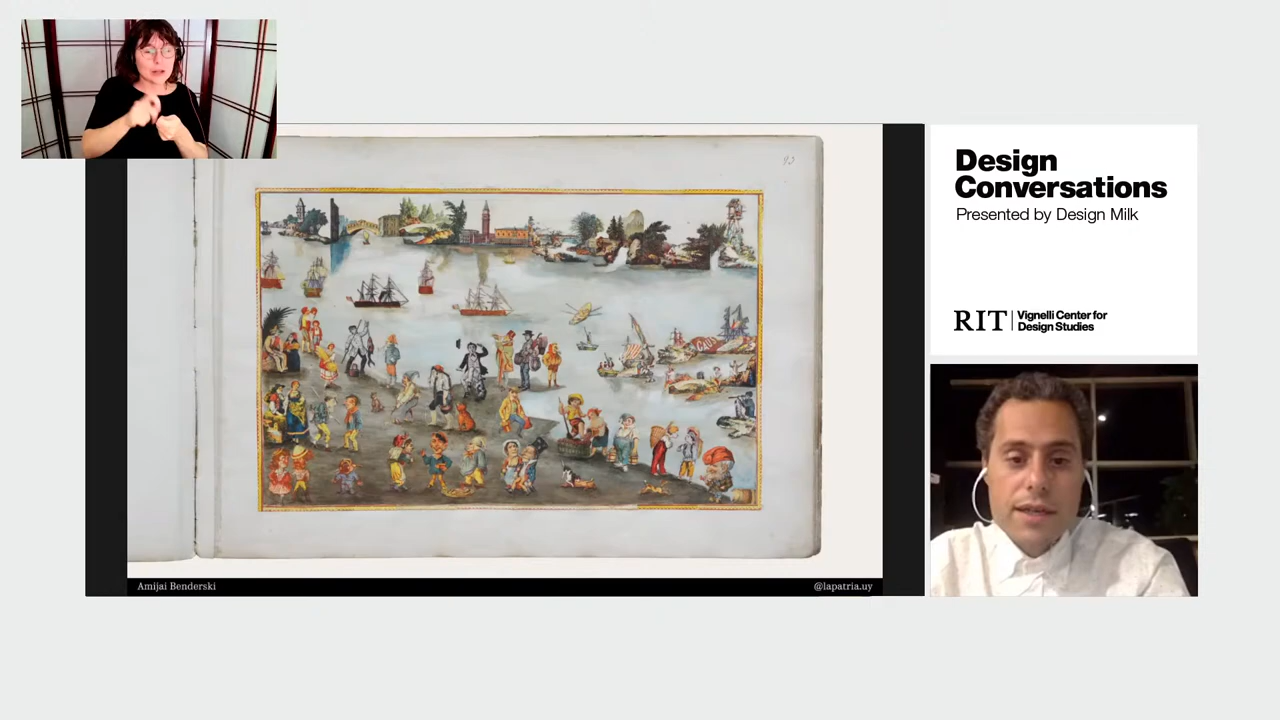 Design
Conversations
Presented by Design Milk
RIT
Vignelli Center for
Design Studies
Amijai Benderski
@lapatria.uy